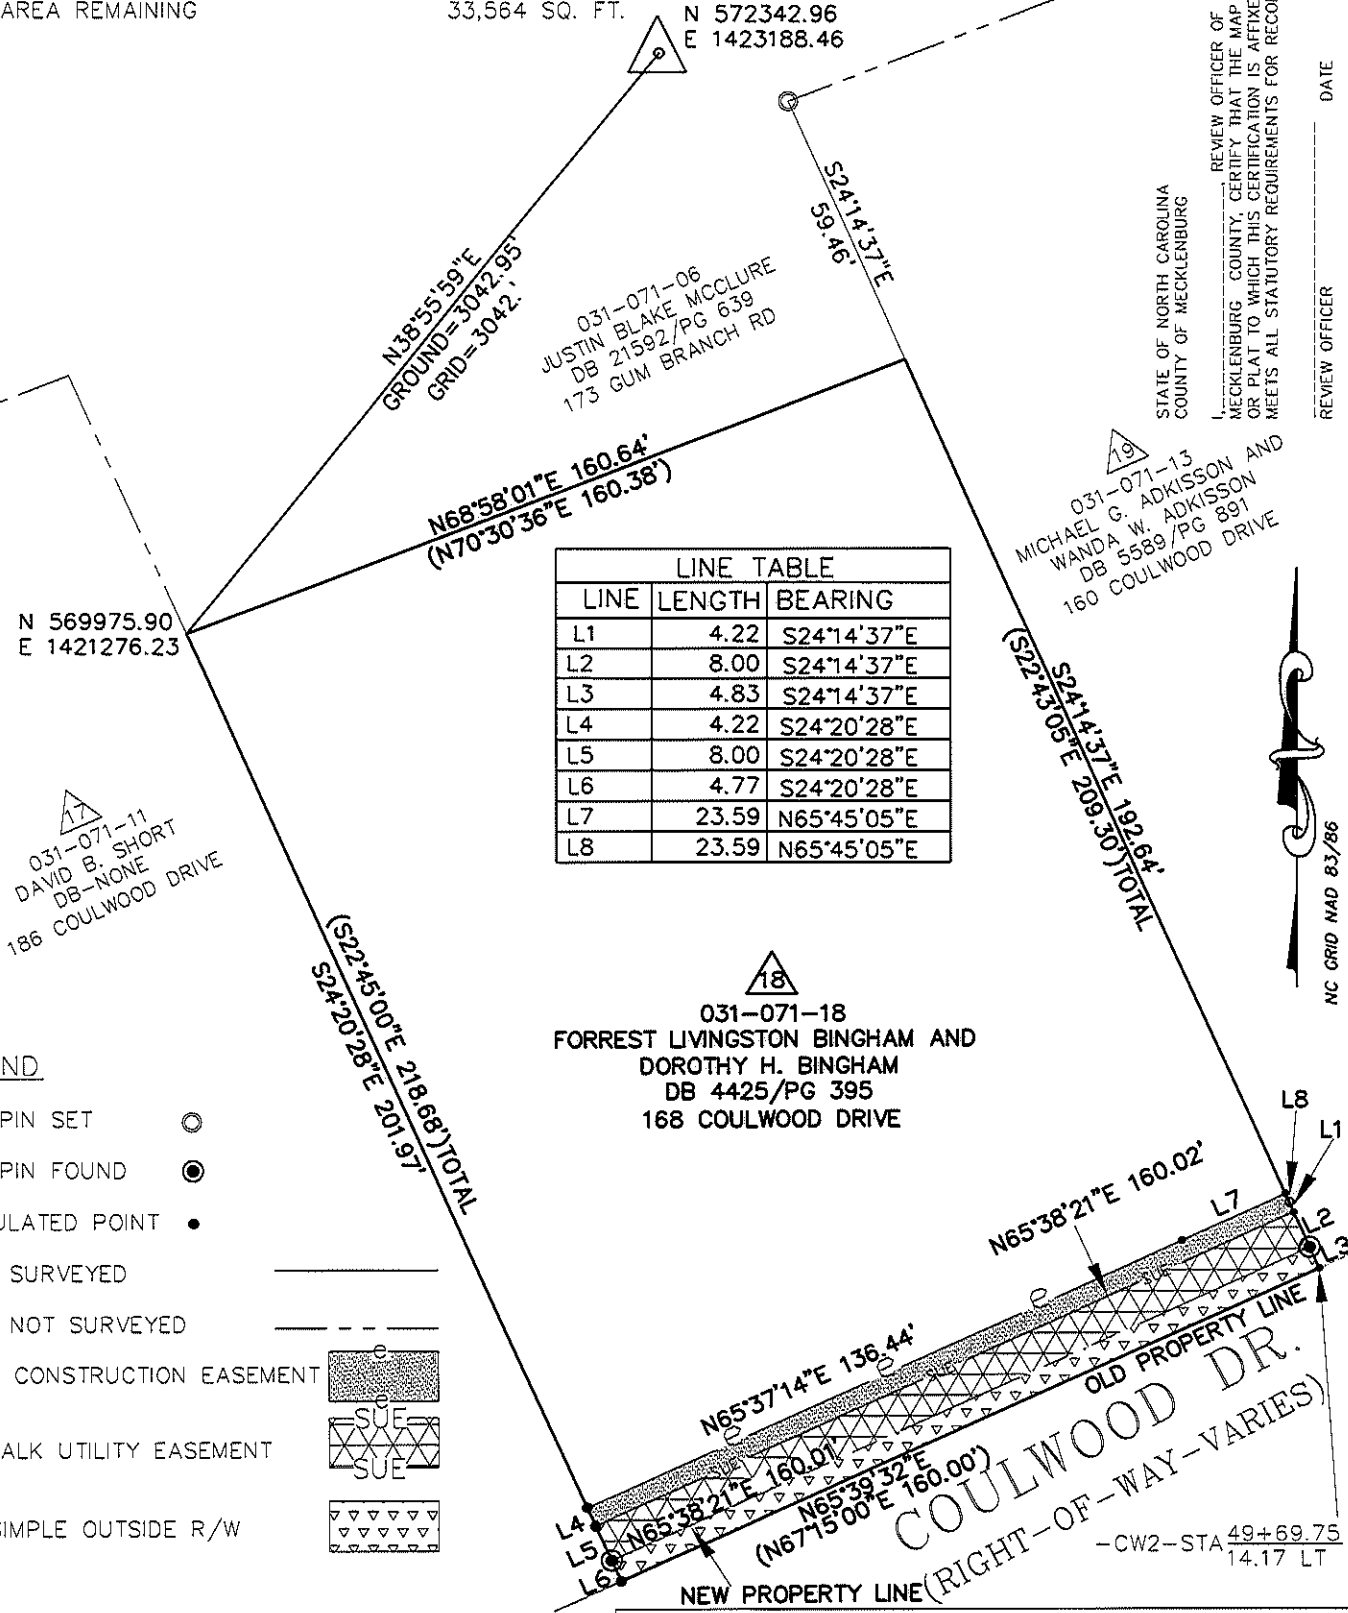 AREA REMAINING 33,564 SQ. FT.
N 572342.96
E 1423188.46
S24°14'37"E
59.46'
N38°55'59"E
GROUND=3042.95'
GRID=3042.'
031-071-06
JUSTIN BLAKE MCCLURE
DB 21592/PG 639
173 GUM BRANCH RD
STATE OF NORTH CAROLINA
COUNTY OF MECKLENBURG
I, REVIEW OFFICER OF
MECKLENBURG COUNTY, CERTIFY THAT THE MAP
OR PLAT TO WHICH THIS CERTIFICATION IS AFFIXE
MEETS ALL STATUTORY REQUIREMENTS FOR RECOR
REVIEW OFFICER DATE
N68°58'01"E 160.64'
(N70°30'36"E 160.38')
19
031-071-13
MICHAEL G. ADKISSON AND
WANDA W. ADKISSON
DB 5589/PG 891
160 COULWOOD DRIVE
N 569975.90
E 1421276.23
LINE TABLE
LINE LENGTH BEARING
L1 4.22 S24°14'37"E
L2 8.00 S24°14'37"E
L3 4.83 S24°14'37"E
L4 4.22 S24°20'28"E
L5 8.00 S24°20'28"E
L6 4.77 S24°20'28"E
L7 23.59 N65°45'05"E
L8 23.59 N65°45'05"E
S24°14'37"E 192.64'
(S22°43'05"E 209.30')TOTAL
NC GRID NAD 83/86
17
031-071-11
DAVID B. SHORT
DB-NONE
186 COULWOOD DRIVE
(S22°45'00"E 218.68')TOTAL
S24°20'28"E 201.97'
18
031-071-18
FORREST LIVINGSTON BINGHAM AND
DOROTHY H. BINGHAM
DB 4425/PG 395
168 COULWOOD DRIVE
ND
PIN SET
PIN FOUND
ULATED POINT
SURVEYED
NOT SURVEYED
CONSTRUCTION EASEMENT
e
e
ALK UTILITY EASEMENT
SUE
SUE
SIMPLE OUTSIDE R/W
L8
L1
L7
L2
L3
N65°38'21"E 160.02'
e
SUE
e
SUE
N65°37'14"E 136.44'
e
SUE
OLD PROPERTY LINE
L4
L5
L6
N65°38'21"E 160.01'
N65°39'32"E
(N67°15'00"E 160.00')
NEW PROPERTY LINE
COULWOOD DR.
(RIGHT-OF-WAY-VARIES)
-CW2-STA 49+69.75
14.17 LT